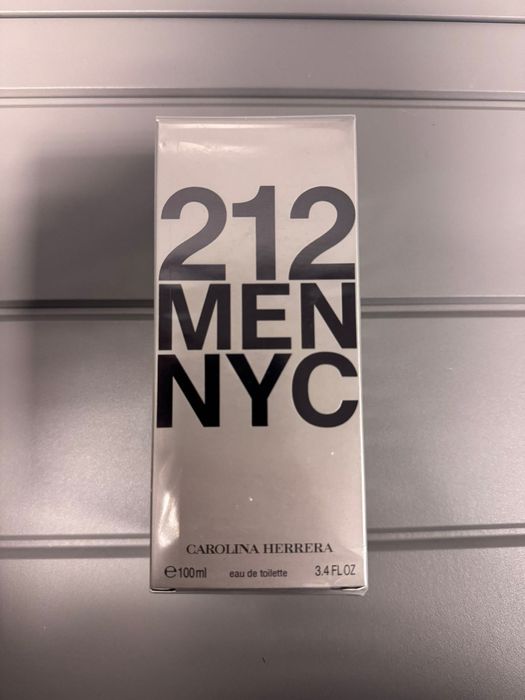 212
MEN
NYC
CAROLINA HERRERA
℮100ml eau de toilette 3.4 FL OZ